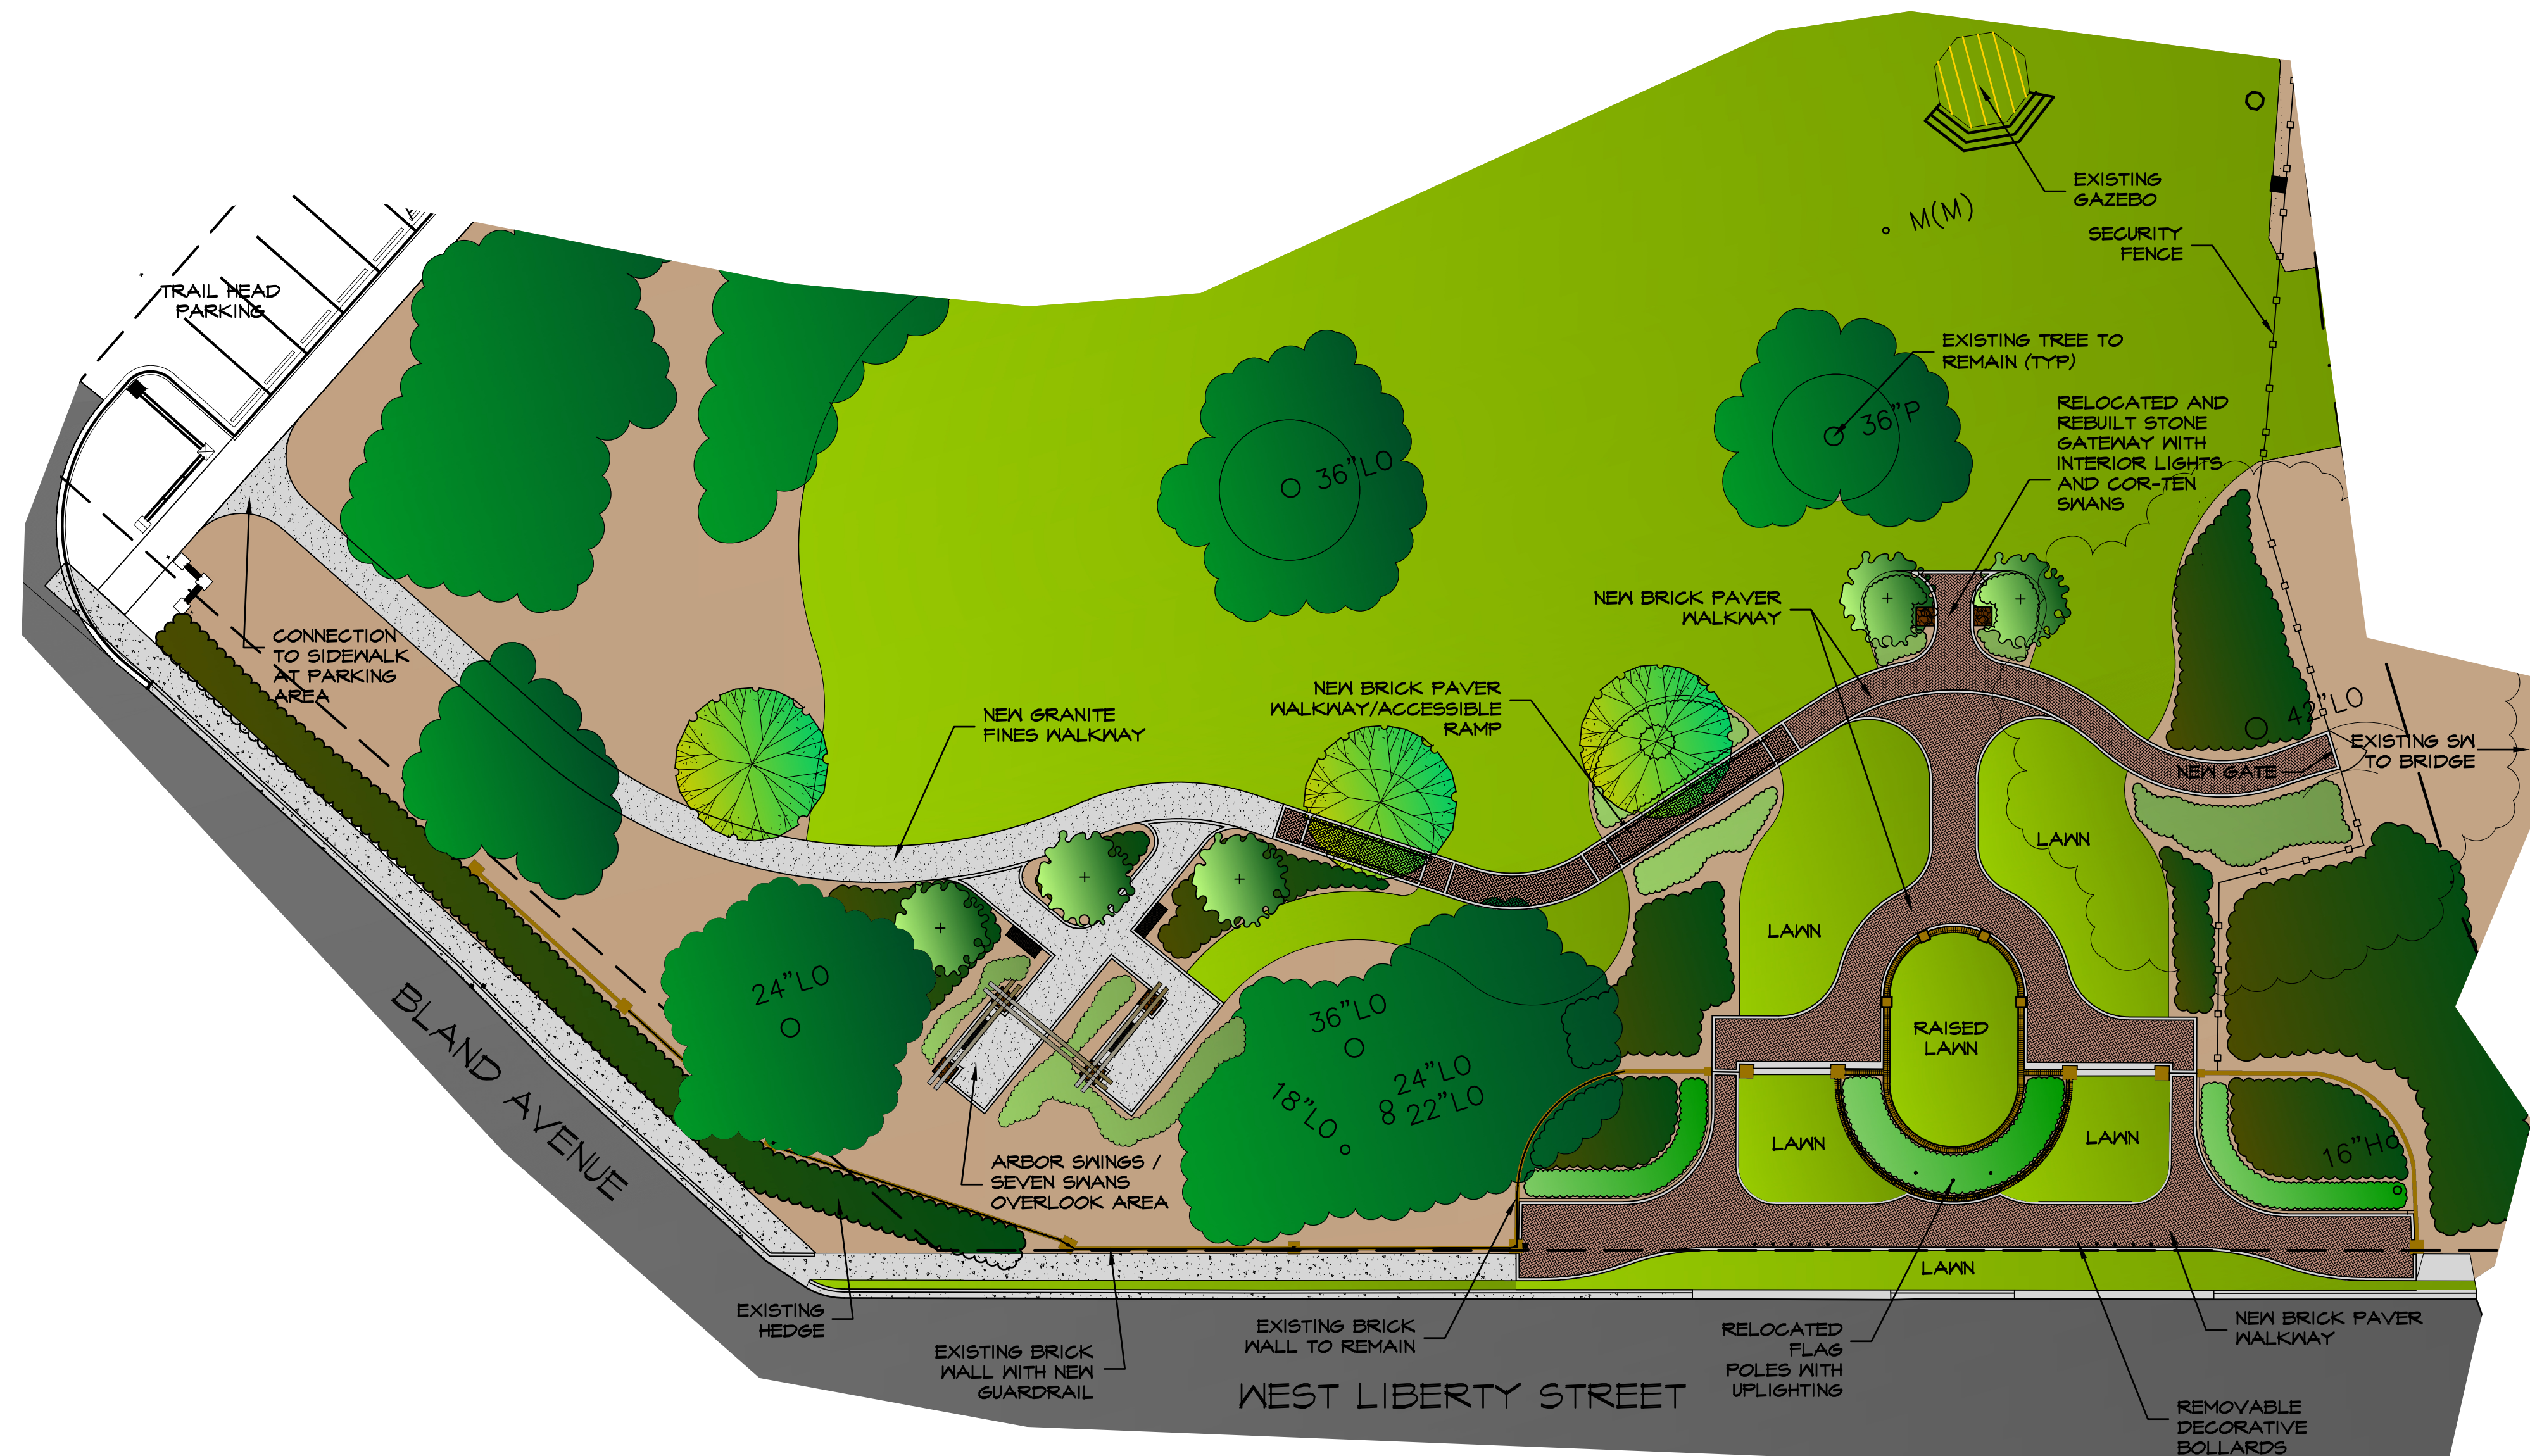 TRAIL HEAD
PARKING
EXISTING
GAZEBO
M(M)
SECURITY
FENCE
EXISTING TREE TO
REMAIN (TYP)
36"P
36"LO
RELOCATED AND
REBUILT STONE
GATEWAY WITH
INTERIOR LIGHTS
AND COR-TEN
SWANS
NEW BRICK PAVER
WALKWAY
CONNECTION
TO SIDEWALK
AT PARKING
AREA
NEW GRANITE
FINES WALKWAY
NEW BRICK PAVER
WALKWAY/ACCESSIBLE
RAMP
42"LO
EXISTING SW
TO BRIDGE
NEW GATE
LAWN
LAWN
RAISED
LAWN
24"LO
36"LO
24"LO
8 22"LO
18"LO
LAWN
LAWN
16"Ho
BLAND AVENUE
ARBOR SWINGS /
SEVEN SWANS
OVERLOOK AREA
LAWN
EXISTING
HEDGE
EXISTING BRICK
WALL WITH NEW
GUARDRAIL
EXISTING BRICK
WALL TO REMAIN
RELOCATED
FLAG
POLES WITH
UPLIGHTING
NEW BRICK PAVER
WALKWAY
WEST LIBERTY STREET
REMOVABLE
DECORATIVE
BOLLARDS